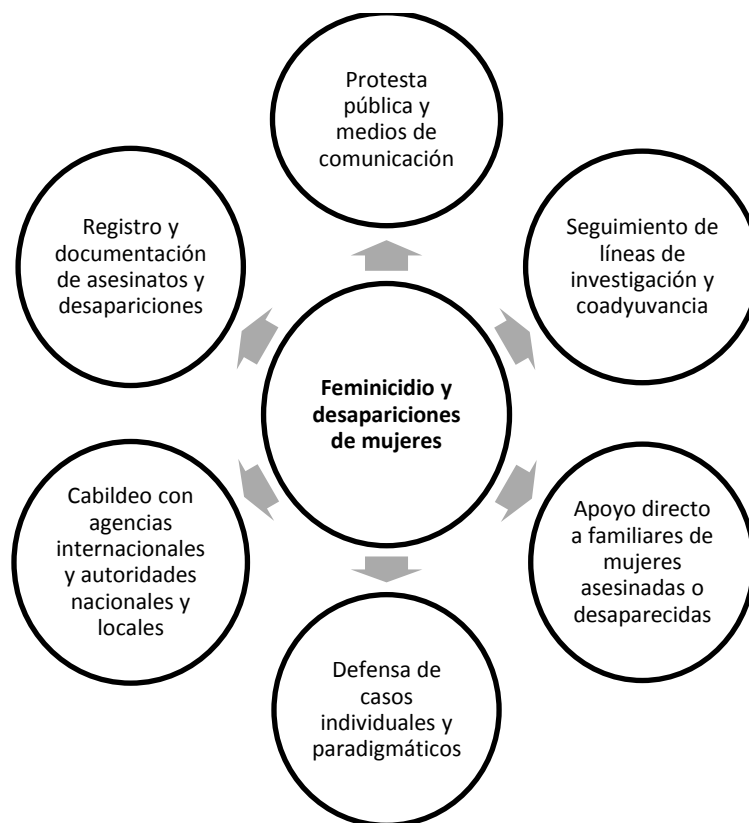 Protesta
pública y
medios de
comunicación
Registro y
documentación
de asesinatos y
desapariciones
Seguimiento de
líneas de
investigación y
coadyuvancia
Feminicidio y
desapariciones
de mujeres
Cabildeo con
agencias
internacionales
y autoridades
nacionales y
locales
Apoyo directo
a familiares de
mujeres
asesinadas o
desaparecidas
Defensa de
casos
individuales y
paradigmáticos